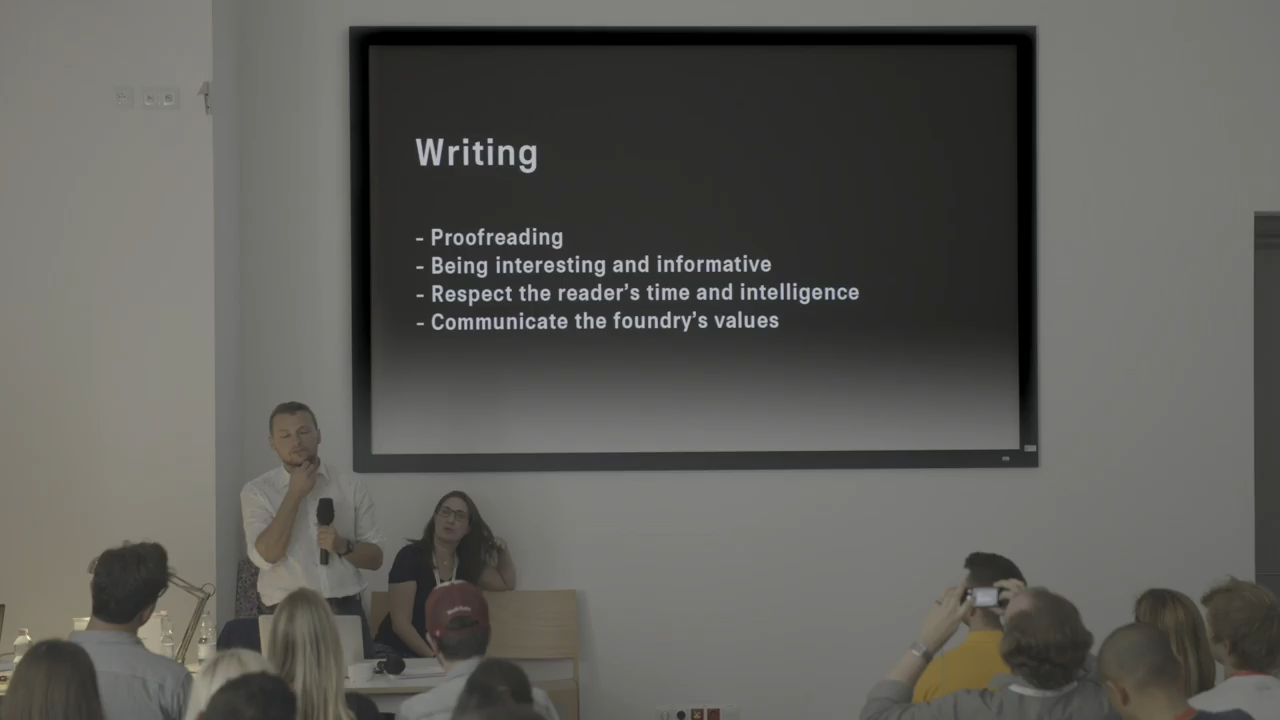 Writing
- Proofreading
- Being interesting and informative
- Respect the reader’s time and intelligence
- Communicate the foundry’s values